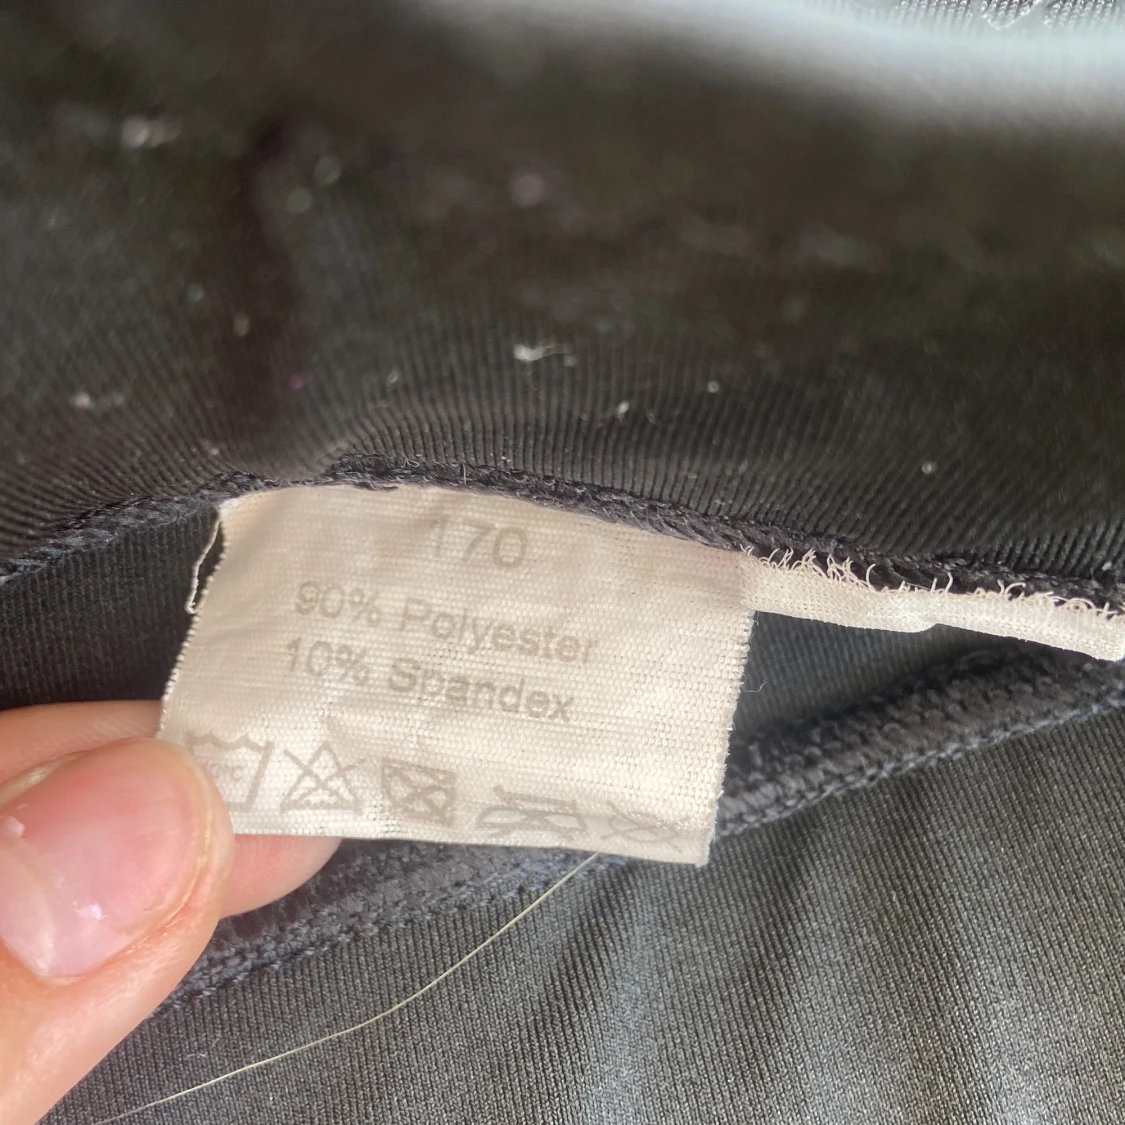 170
90% Polyester
10% Spandex